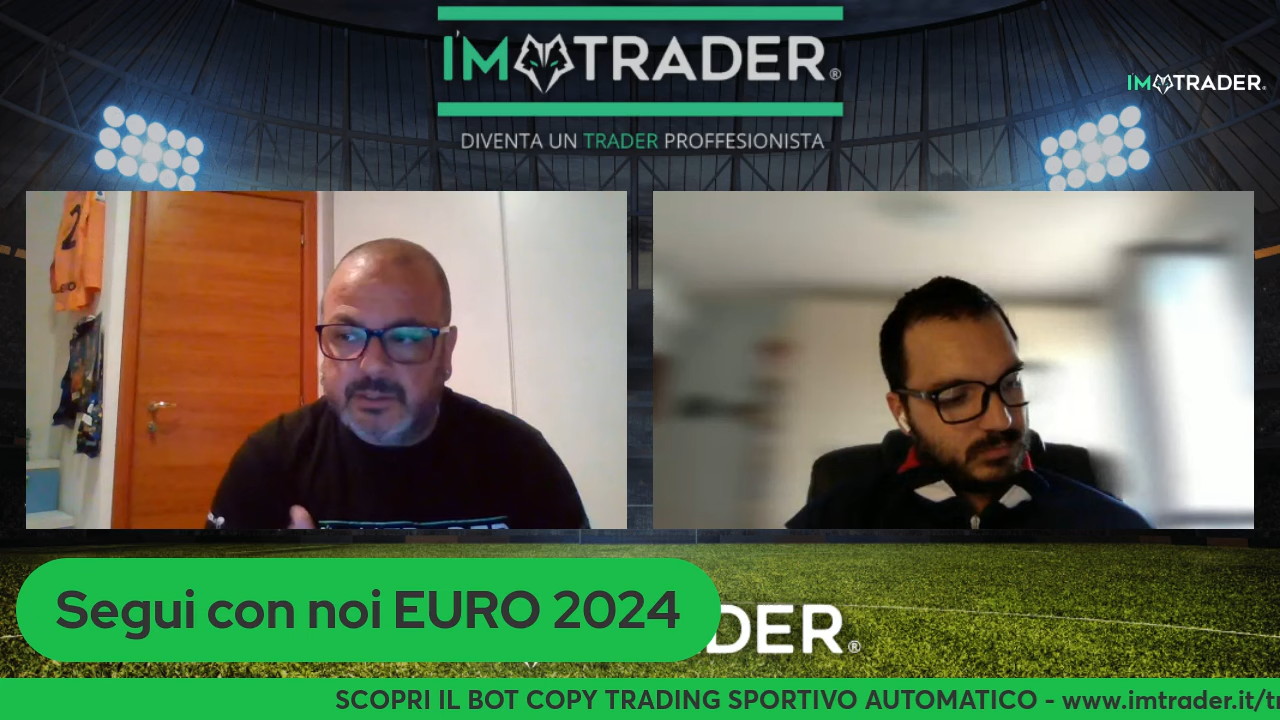 I'M TRADER®
I'M TRADER®
DIVENTA UN TRADER PROFFESIONISTA
2
Segui con noi EURO 2024
DER®
SCOPRI IL BOT COPY TRADING SPORTIVO AUTOMATICO - www.imtrader.it/t